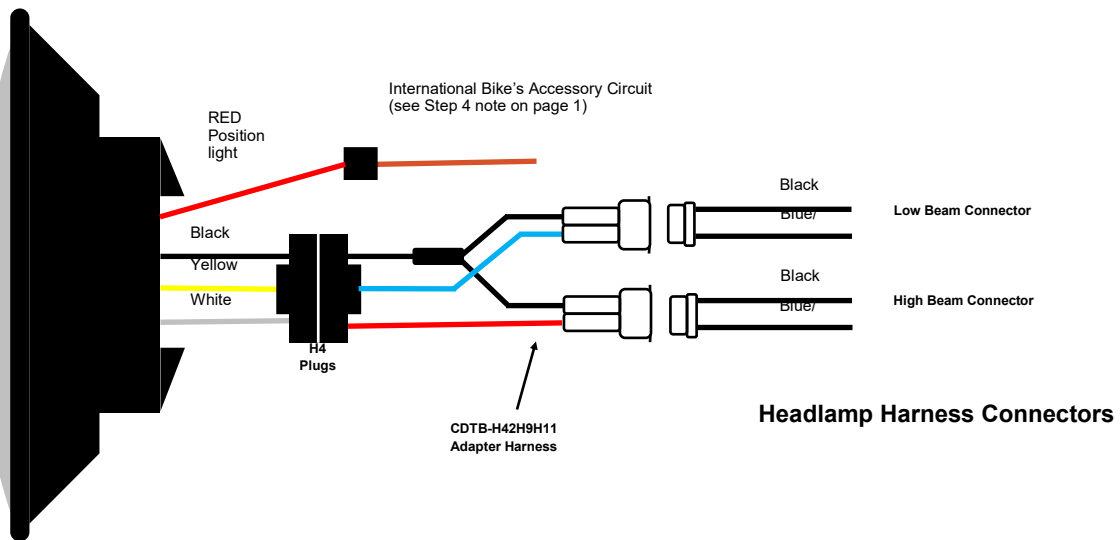 International Bike's Accessory Circuit
(see Step 4 note on page 1)
RED
Position
light
Black
Yellow
White
H4
Plugs
Black
Blue/
Low Beam Connector
Black
Blue/
High Beam Connector
CDTB-H42H9H11
Adapter Harness
Headlamp Harness Connectors